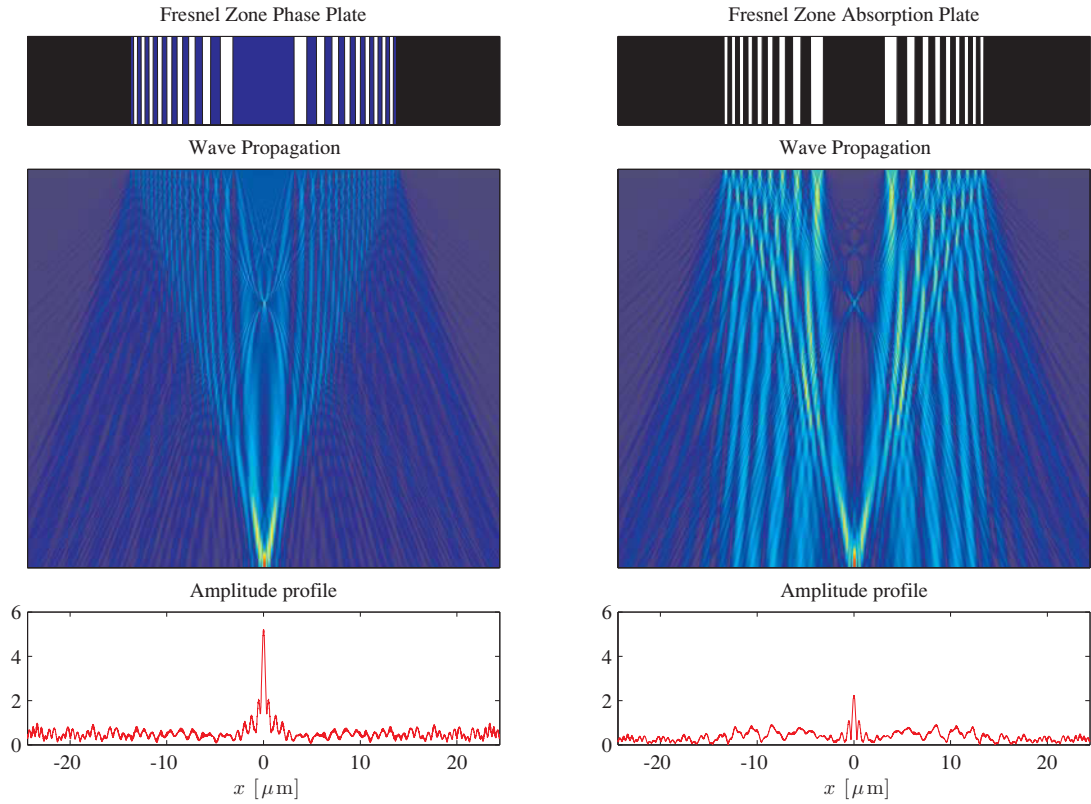 Fresnel Zone Phase Plate
Wave Propagation
Amplitude profile
6
4
2
0
-20 -10 0 10 20
x [μm]
Fresnel Zone Absorption Plate
Wave Propagation
Amplitude profile
6
4
2
0
-20 -10 0 10 20
x [μm]